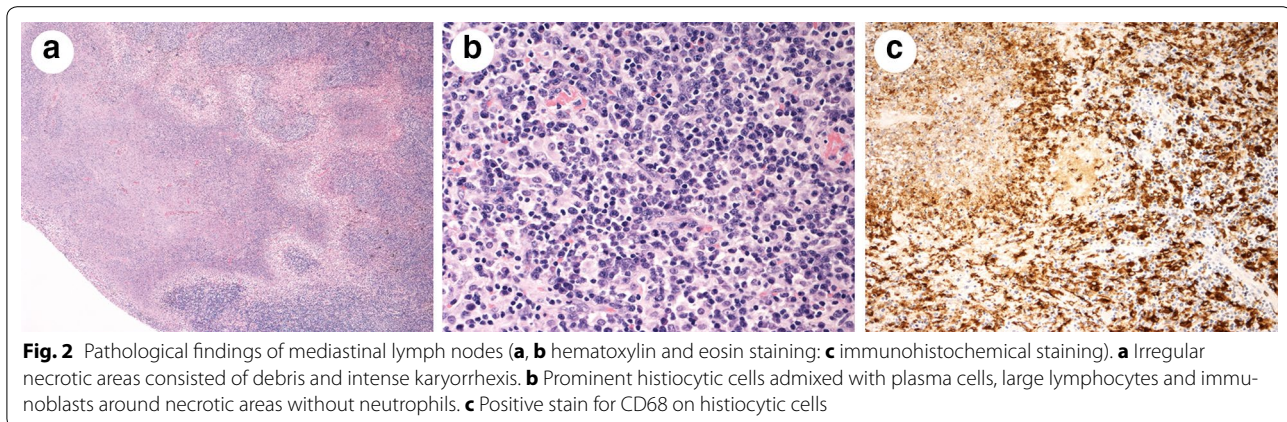 a
b
c
Fig. 2 Pathological findings of mediastinal lymph nodes (a, b hematoxylin and eosin staining: c immunohistochemical staining). a Irregular
necrotic areas consisted of debris and intense karyorrhexis. b Prominent histiocytic cells admixed with plasma cells, large lymphocytes and immu-
noblasts around necrotic areas without neutrophils. c Positive stain for CD68 on histiocytic cells